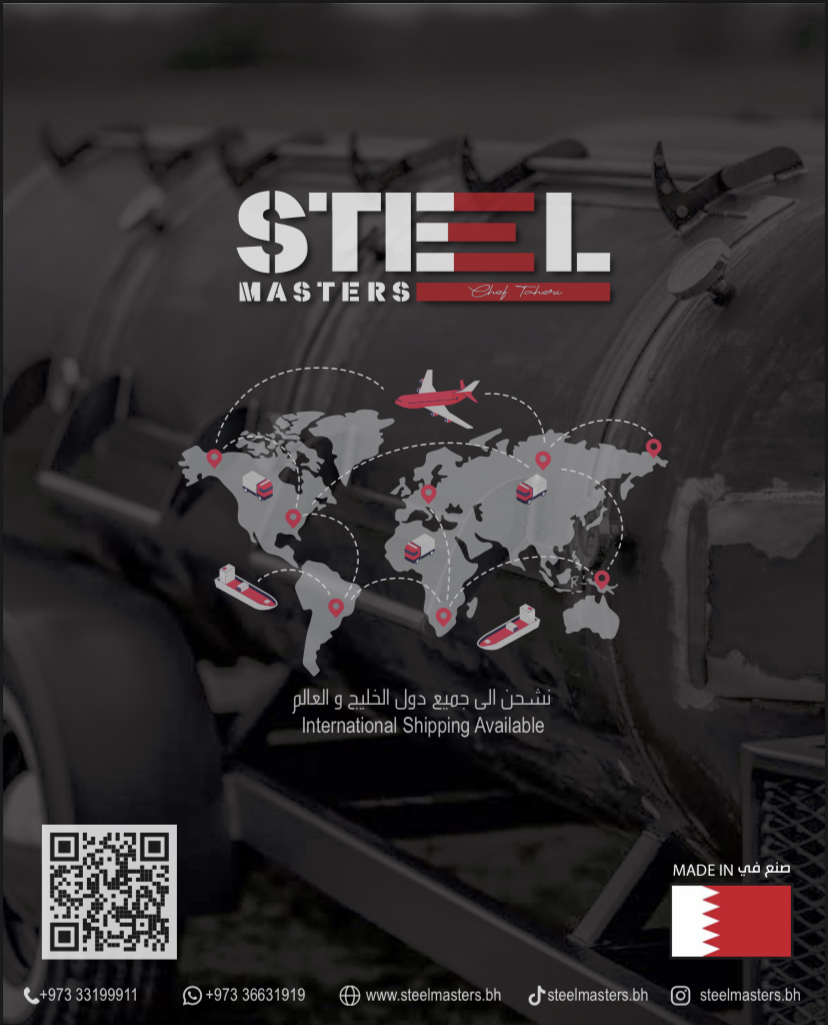 STEEL
MASTERS
Chef Taheri
نشحن الى جميع دول الخليج و العالم
International Shipping Available
MADE IN صنع في
+973 33199911
+973 36631919
www.steelmasters.bh
steelmasters.bh
steelmasters.bh